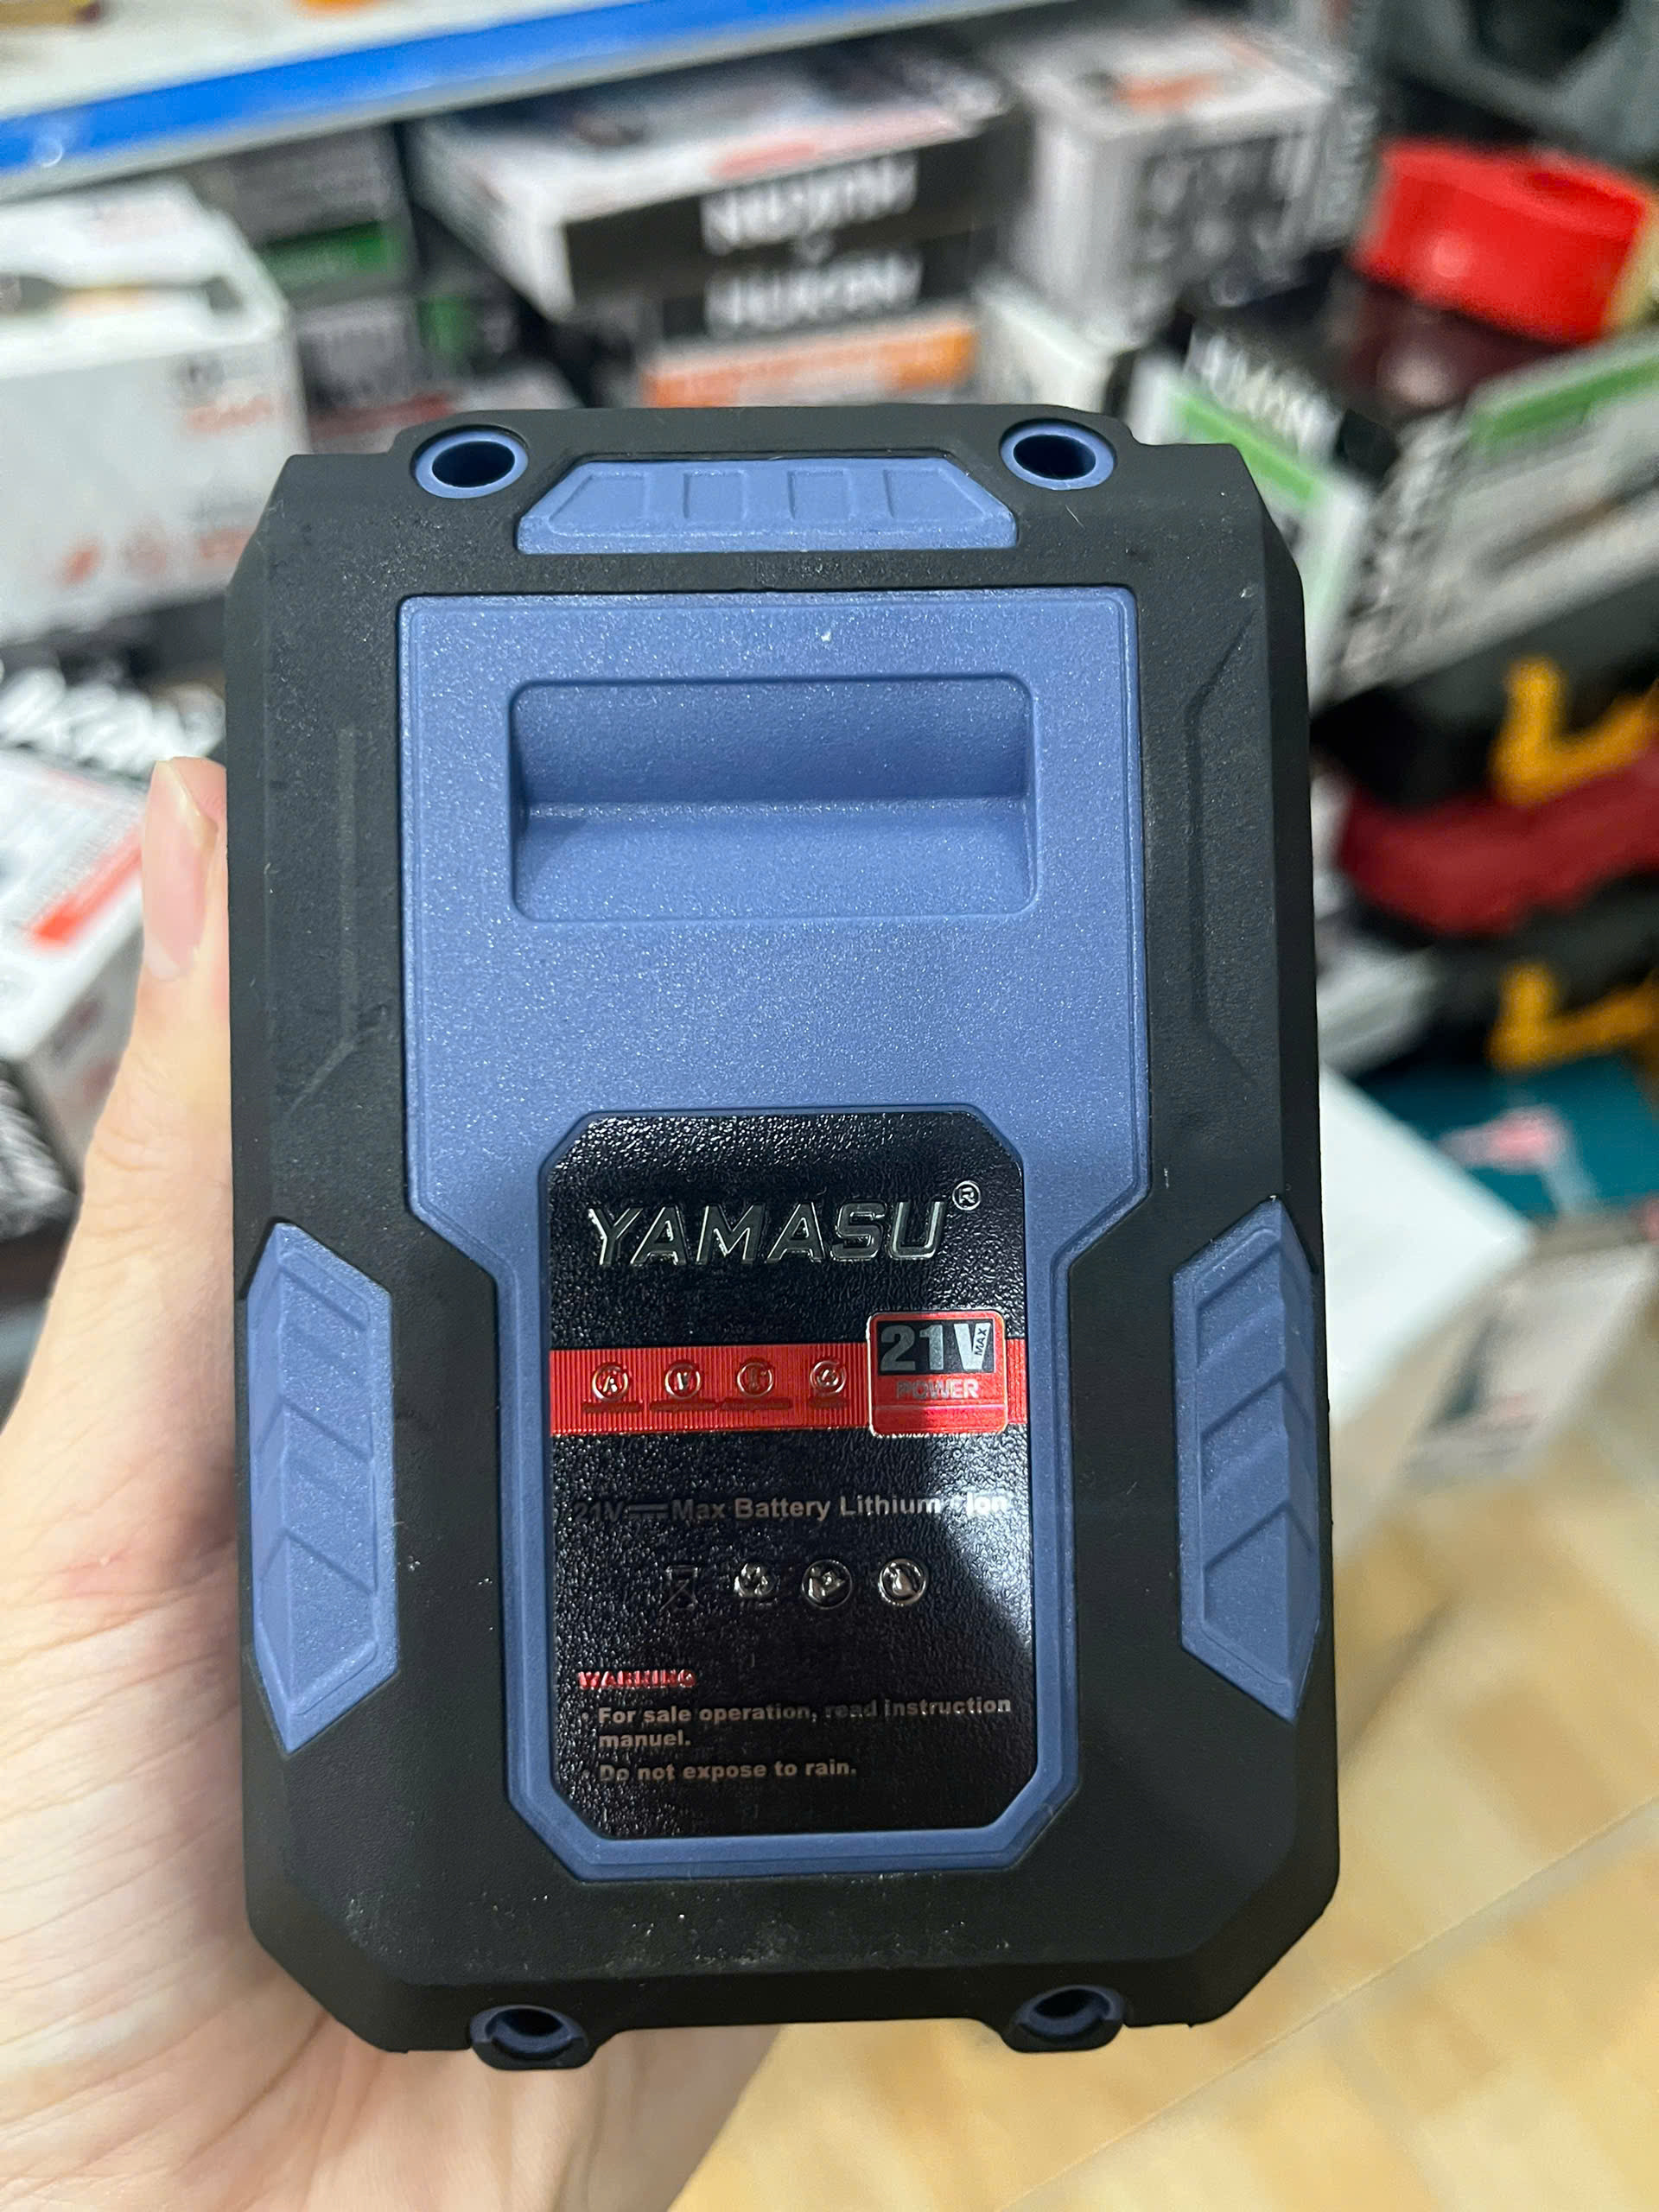 YAMASU®
21V MAX
POWER
21V⎓Max Battery Lithium - Ion
WARNING
• For sale operation, read instruction
manuel.
• Do not expose to rain.